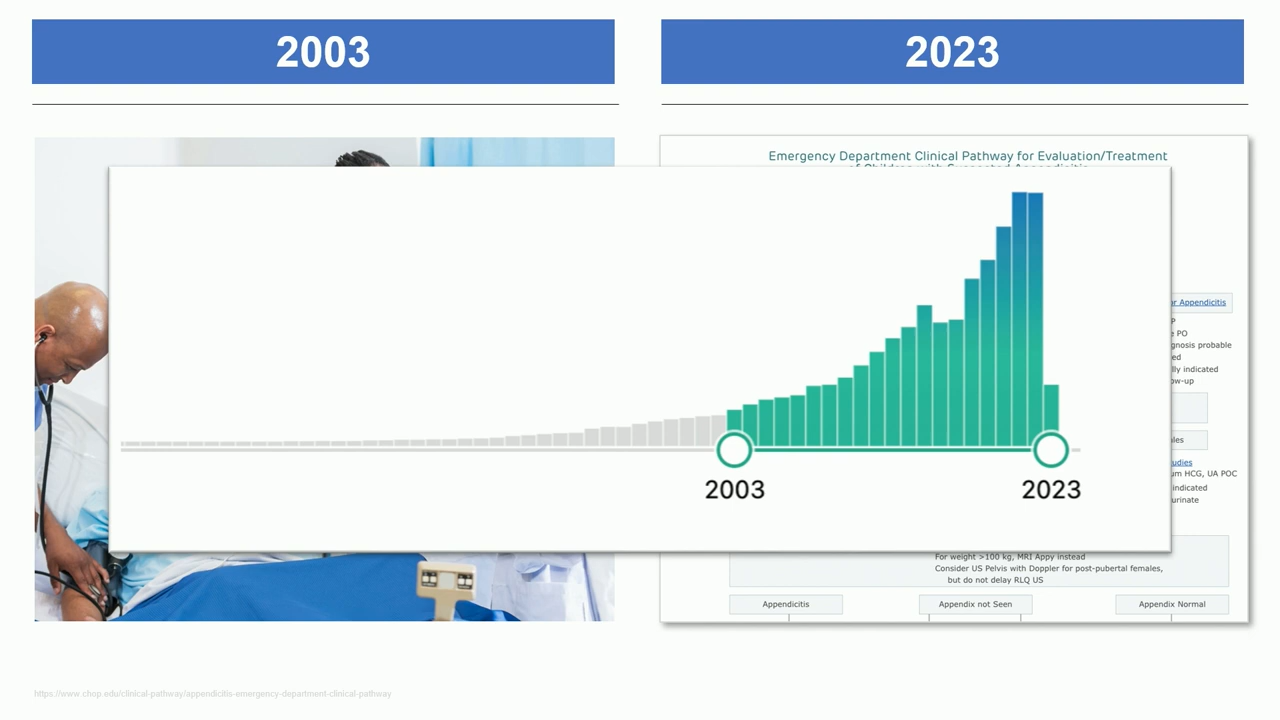 2003
2023
Emergency Department Clinical Pathway for Evaluation/Treatment
or Appendicitis
PO
gnosis probable
ed
lly indicated
ow-up
2003
2023
ales
udies
um HCG, UA POC
indicated
urinate
For weight >100 kg, MRI Appy instead
Consider US Pelvis with Doppler for post-pubertal females,
but do not delay RLQ US
Appendicitis
Appendix not Seen
Appendix Normal
https://www.chop.edu/clinical-pathway/appendicitis-emergency-department-clinical-pathway